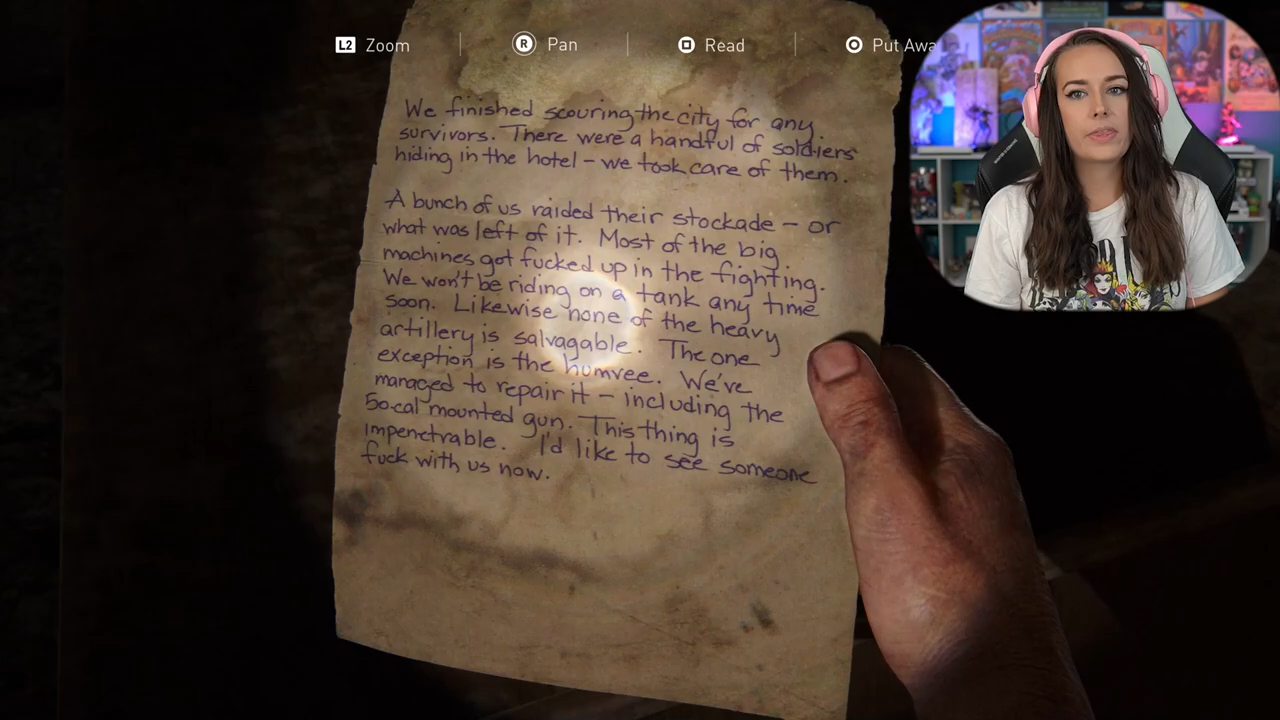 L2 Zoom R Pan Read Put Awa
We finished scouring the city for any
survivors. There were a handful of soldiers
hiding in the hotel – we took care of them.
A bunch of us raided their stockade – or
what was left of it. Most of the big
machines got fucked up in the fighting.
We won't be riding on a tank any time
soon. Likewise none of the heavy
artillery is salvagable. The one
exception is the humvee. We've
managed to repair it – including the
50-cal mounted gun. This thing is
impenetrable. I'd like to see someone
fuck with us now.